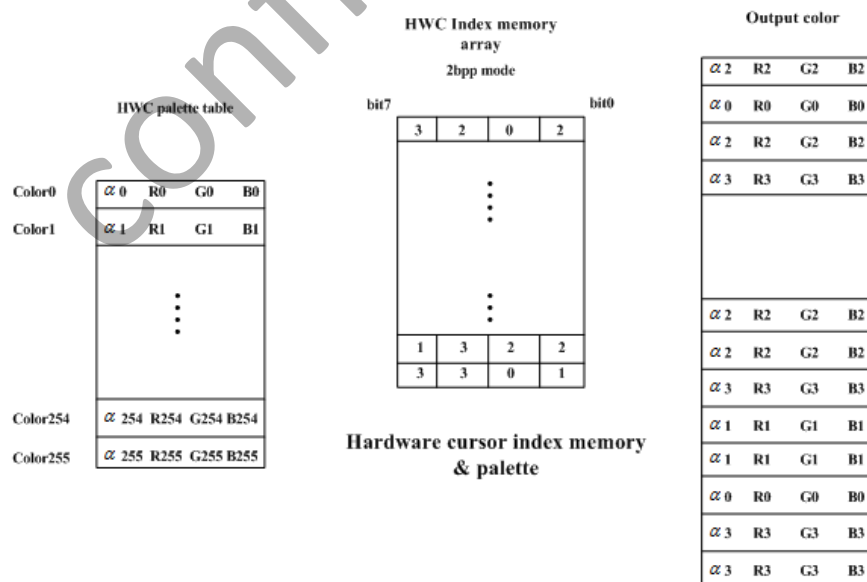 HWC Index memory
array
2bpp mode
Output color
HWC palette table
bit7
bit0
3 2 0 2
1 3 2 2
3 3 0 1
Color0 α 0 R0 G0 B0
Color1 α 1 R1 G1 B1
Color254 α 254 R254 G254 B254
Color255 α 255 R255 G255 B255
Hardware cursor index memory
& palette
α 2 R2 G2 B2
α 0 R0 G0 B0
α 2 R2 G2 B2
α 3 R3 G3 B3
α 2 R2 G2 B2
α 2 R2 G2 B2
α 3 R3 G3 B3
α 1 R1 G1 B1
α 1 R1 G1 B1
α 0 R0 G0 B0
α 3 R3 G3 B3
α 3 R3 G3 B3